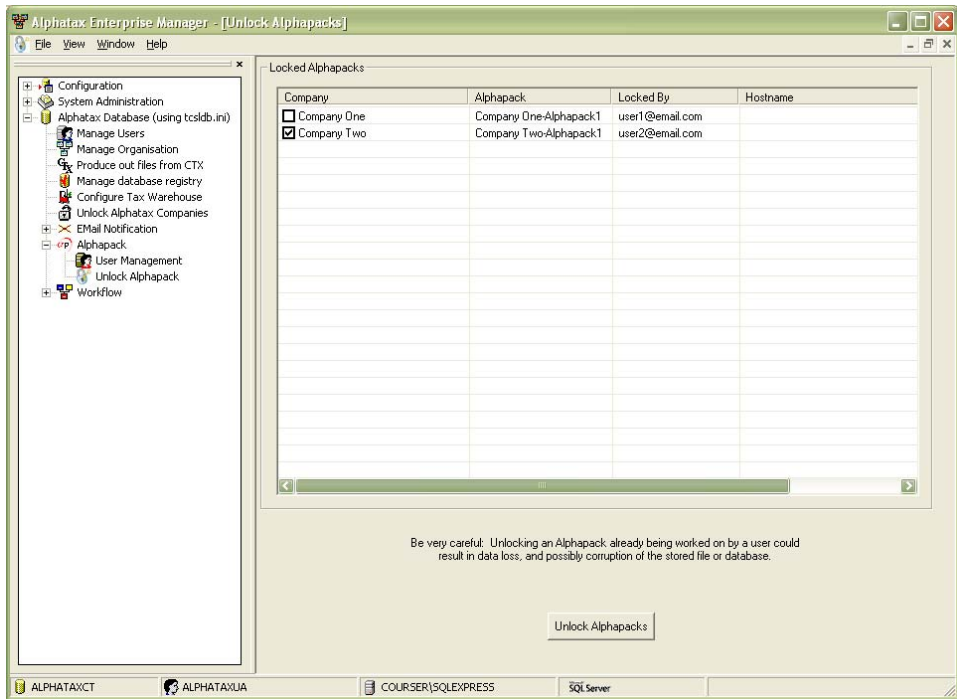 Alphatax Enterprise Manager - [Unlock Alphapacks]
File View Window Help
Configuration
System Administration
Alphatax Database (using tcsldb.ini)
Manage Users
Manage Organisation
Produce out files from CTX
Manage database registry
Configure Tax Warehouse
Unlock Alphatax Companies
EMail Notification
Alphapack
User Management
Unlock Alphapack
Workflow
Locked Alphapacks
Company Alphapack Locked By Hostname
Company One Company One-Alphapack1 user1@email.com
Company Two Company Two-Alphapack1 user2@email.com
Be very careful: Unlocking an Alphapack already being worked on by a user could
result in data loss, and possibly corruption of the stored file or database.
Unlock Alphapacks
ALPHATAXCT ALPHATAXUA COURSER\SQLEXPRESS SQL Server